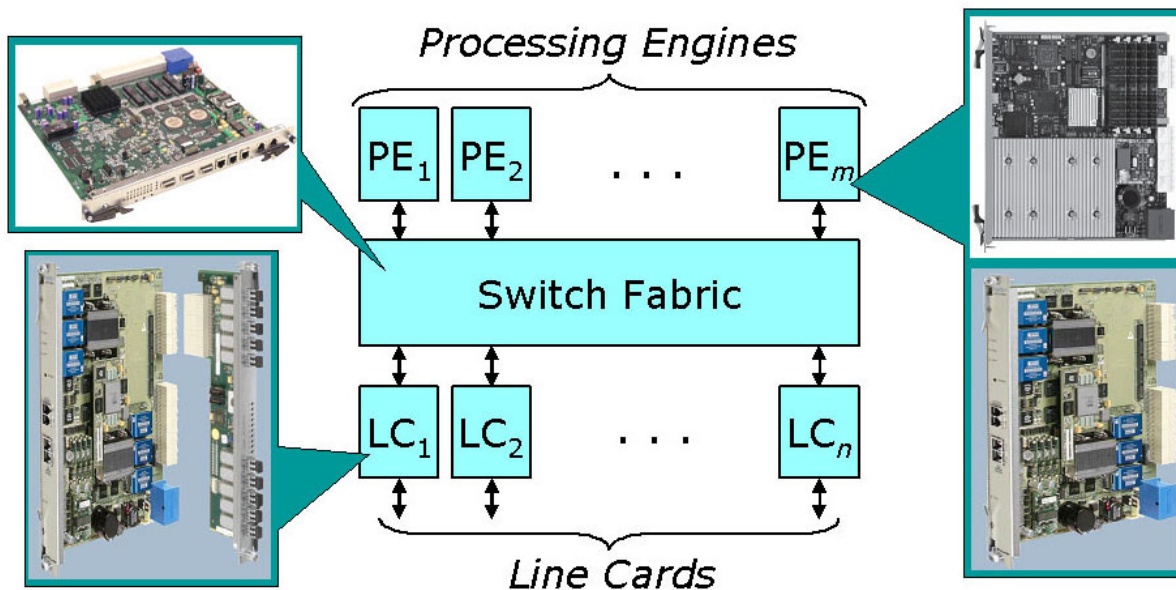 Processing Engines
PE1 PE2 . . . PEm
Switch Fabric
LC1 LC2 . . . LCn
Line Cards